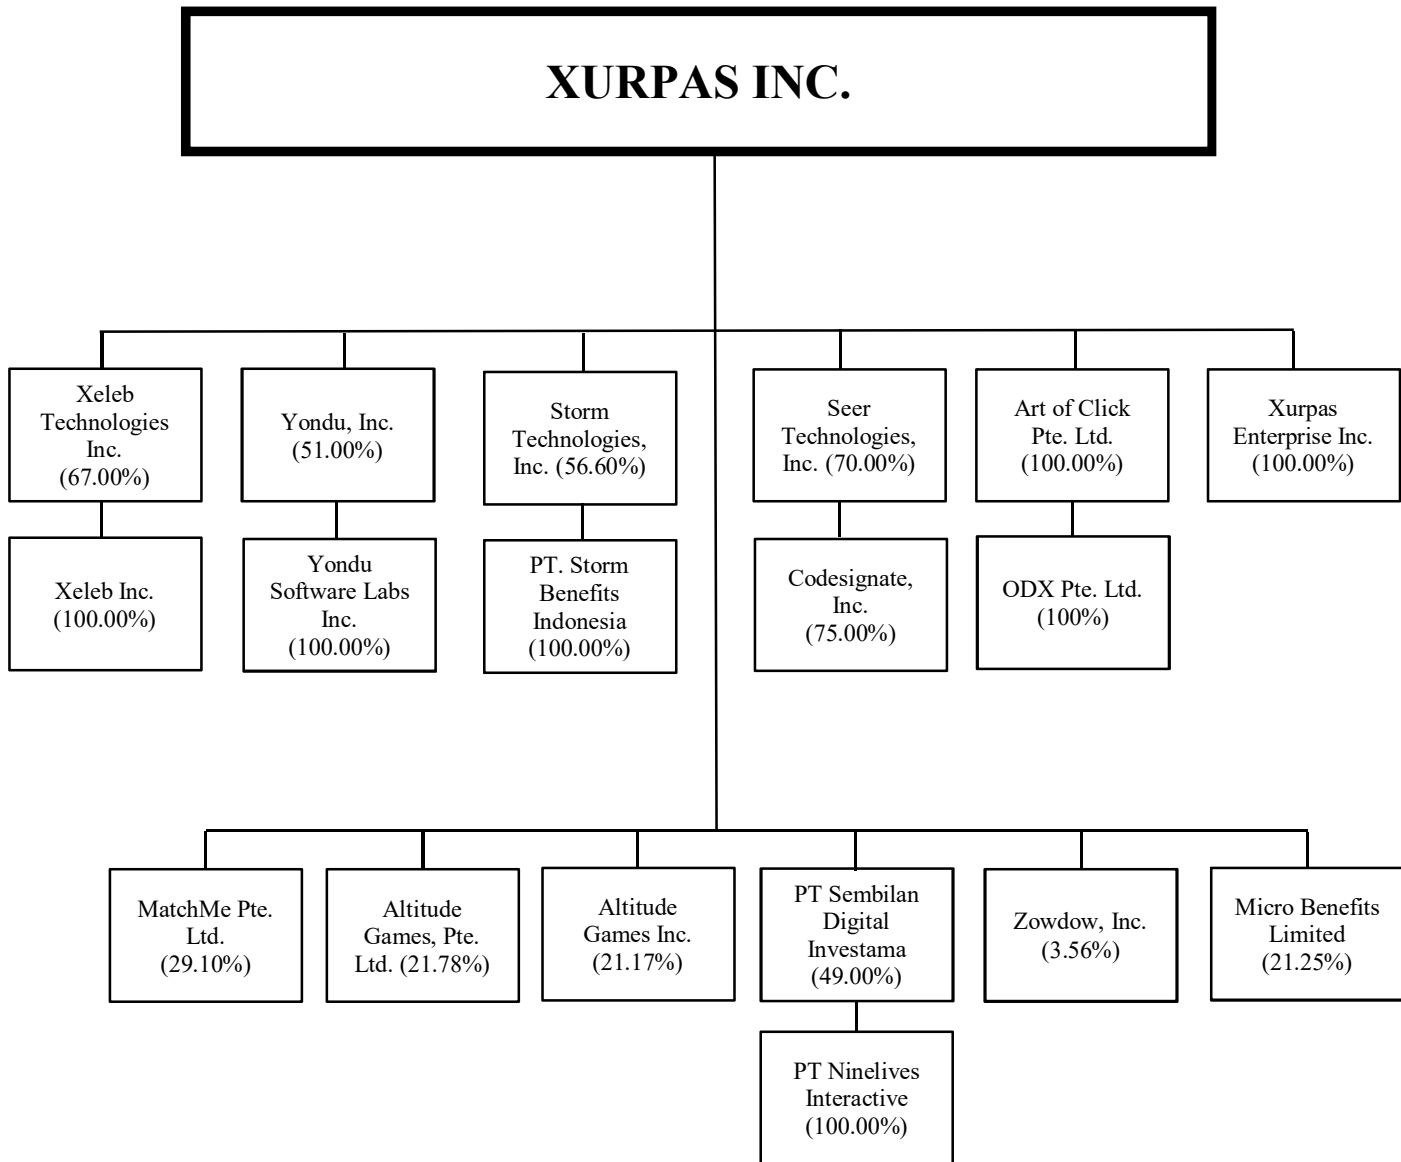 XURPAS INC.
Xeleb
Technologies
Inc.
(67.00%)
Yondu, Inc.
(51.00%)
Storm
Technologies,
Inc. (56.60%)
Seer
Technologies,
Inc. (70.00%)
Art of Click
Pte. Ltd.
(100.00%)
Xurpas
Enterprise Inc.
(100.00%)
Xeleb Inc.
(100.00%)
Yondu
Software Labs
Inc.
(100.00%)
PT. Storm
Benefits
Indonesia
(100.00%)
Codesignate,
Inc.
(75.00%)
ODX Pte. Ltd.
(100%)
MatchMe Pte.
Ltd.
(29.10%)
Altitude
Games, Pte.
Ltd. (21.78%)
Altitude
Games Inc.
(21.17%)
PT Sembilan
Digital
Investama
(49.00%)
Zowdow, Inc.
(3.56%)
Micro Benefits
Limited
(21.25%)
PT Ninelives
Interactive
(100.00%)